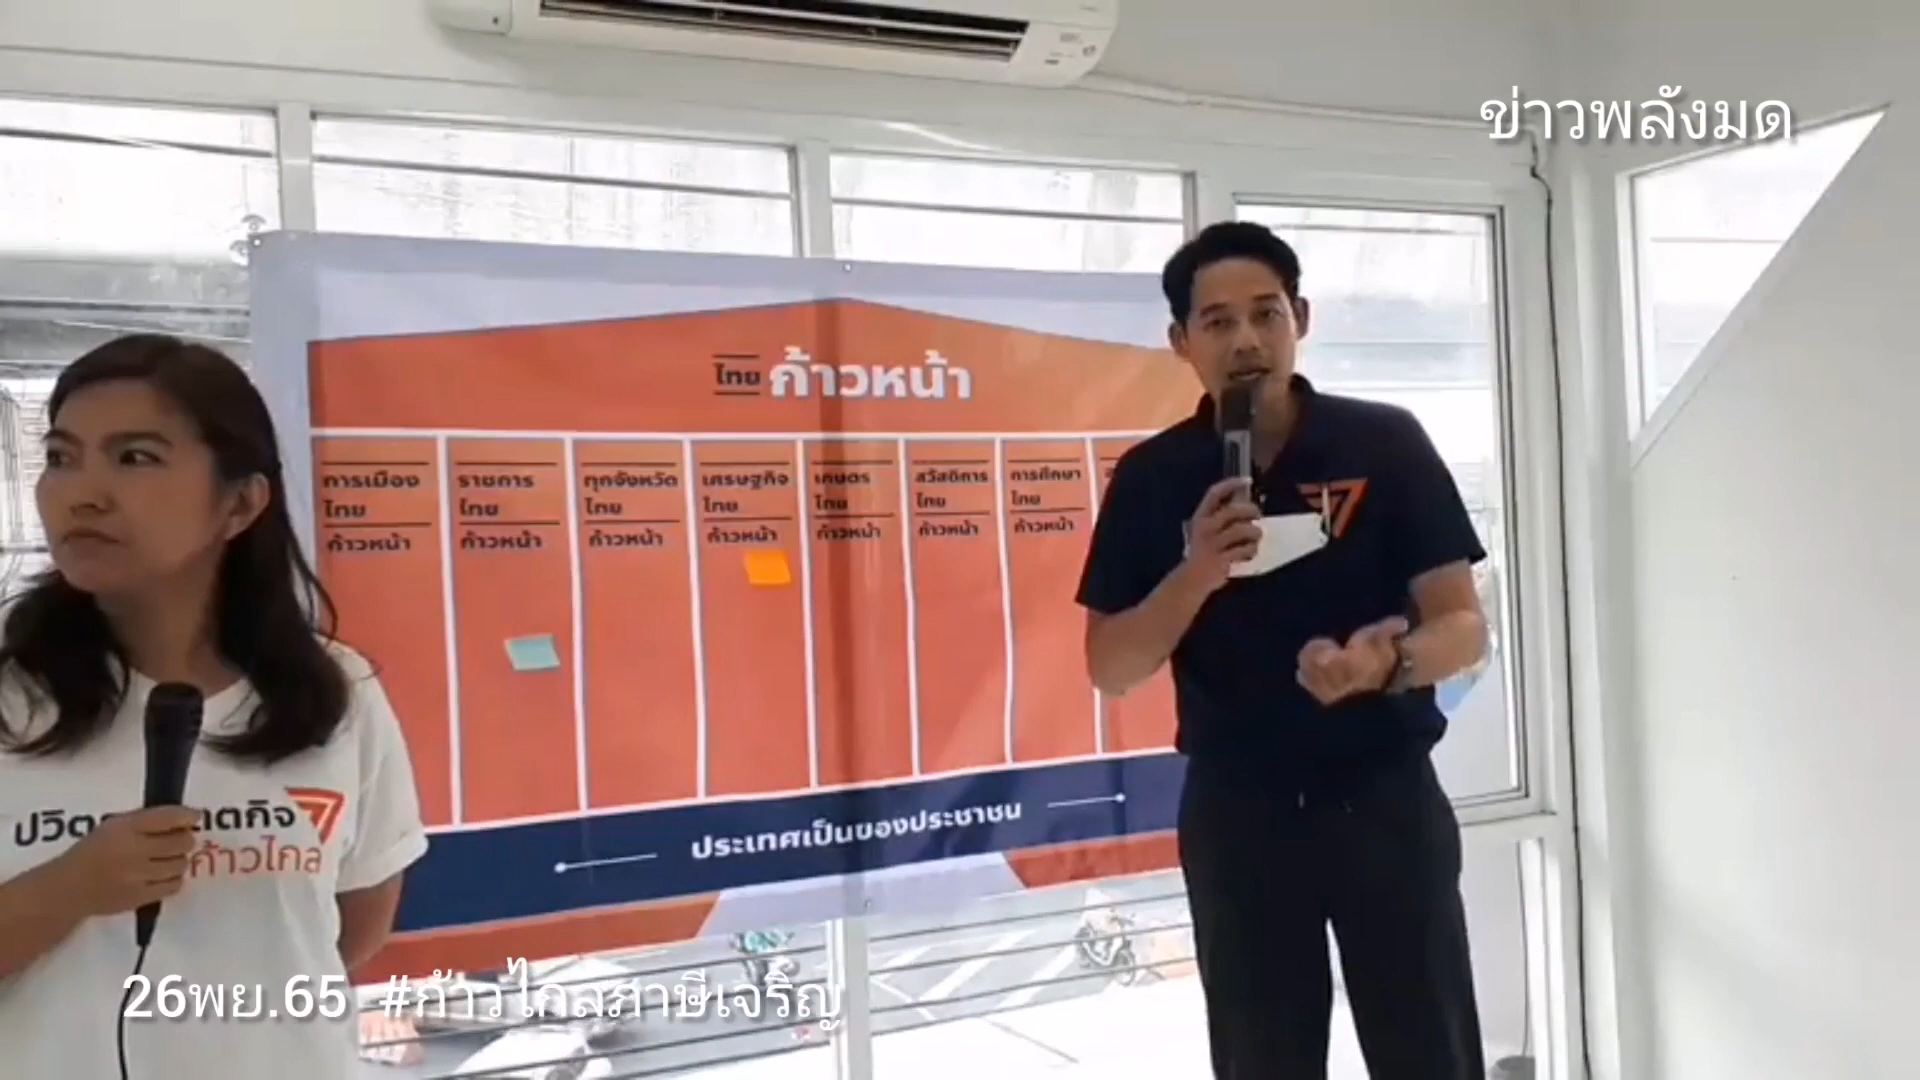 ข่าวพลังมด
ไทย ก้าวหน้า
การเมือง
ไทย
ก้าวหน้า
ราชการ
ไทย
ก้าวหน้า
ทุกจังหวัด
ไทย
ก้าวหน้า
เศรษฐกิจ
ไทย
ก้าวหน้า
เกษตร
ไทย
ก้าวหน้า
สวัสดิการ
ไทย
ก้าวหน้า
การศึกษา
ไทย
ก้าวหน้า
ประเทศเป็นของประชาชน
ก้าวไกล
26พย.65 #ก้าวไกลภาษีเจริญ